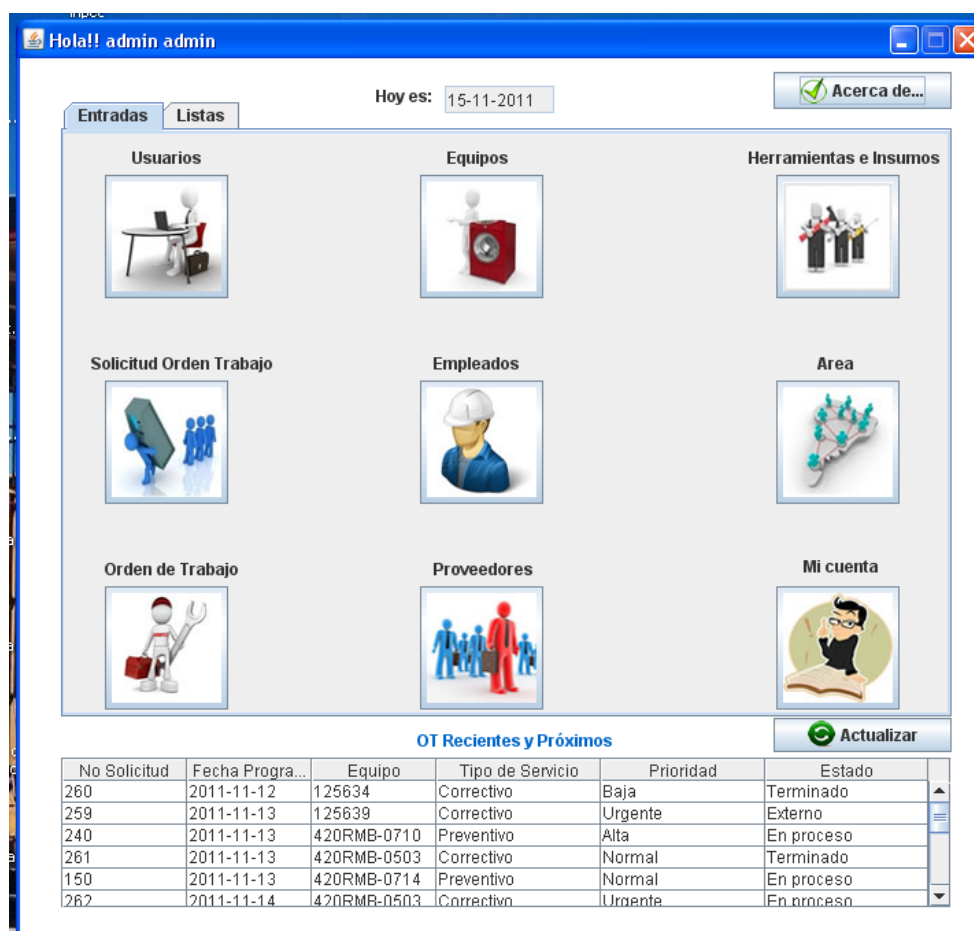 Hola!! admin admin
Hoy es: 15-11-2011
Acerca de...
Entradas Listas
Usuarios Equipos Herramientas e Insumos
Solicitud Orden Trabajo Empleados Area
Orden de Trabajo Proveedores Mi cuenta
OT Recientes y Próximos
Actualizar
No Solicitud Fecha Progra... Equipo Tipo de Servicio Prioridad Estado
260 2011-11-12 125634 Correctivo Baja Terminado
259 2011-11-13 125639 Correctivo Urgente Externo
240 2011-11-13 420RMB-0710 Preventivo Alta En proceso
261 2011-11-13 420RMB-0503 Correctivo Normal Terminado
150 2011-11-13 420RMB-0714 Preventivo Normal En proceso
262 2011-11-14 420RMB-0503 Correctivo Urgente En proceso